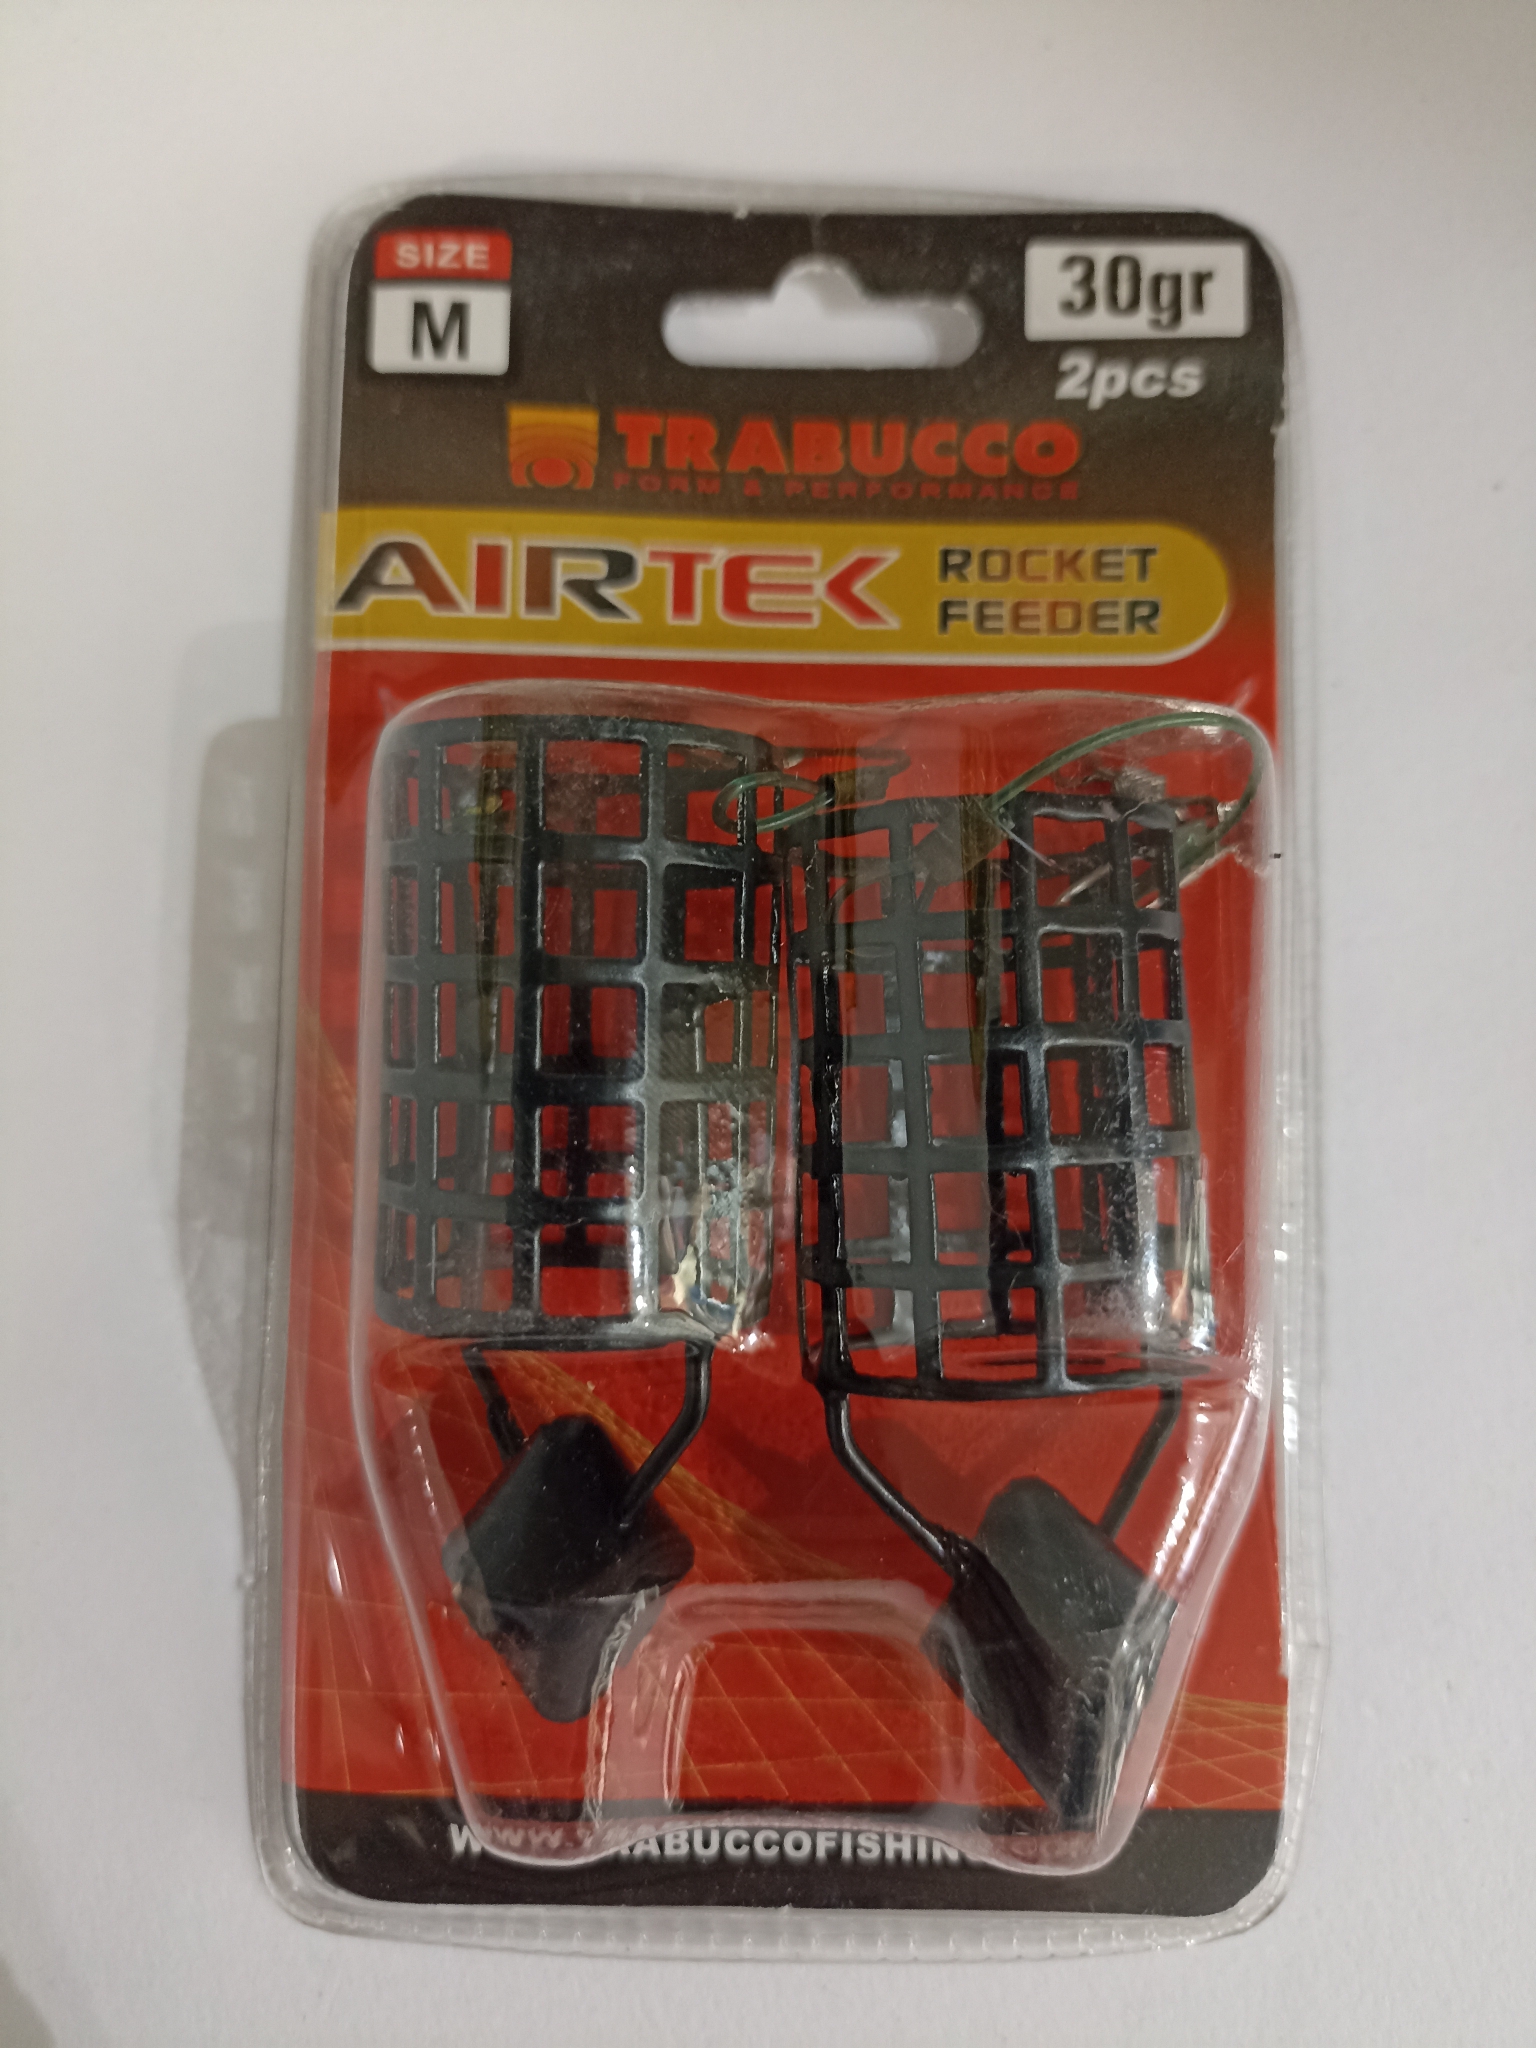 SIZE
M
30gr
2pcs
TRABUCCO
FORM & PERFORMANCE
AIRTEK
ROCKET
FEEDER